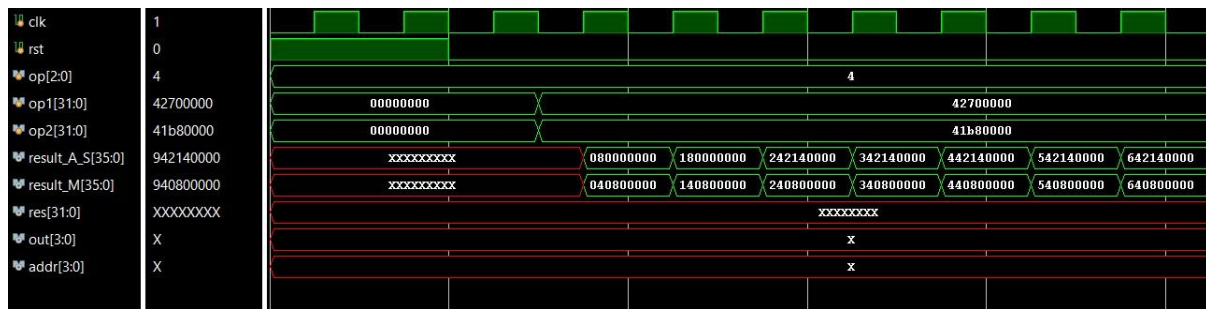 clk 1
rst 0
op[2:0] 4 4
op1[31:0] 42700000 00000000 42700000
op2[31:0] 41b80000 00000000 41b80000
result_A_S[35:0] 942140000 XXXXXXXXX 080000000 180000000 242140000 342140000 442140000 542140000 642140000
result_M[35:0] 940800000 XXXXXXXXX 040800000 140800000 240800000 340800000 440800000 540800000 640800000
res[31:0] XXXXXXXX XXXXXXXX
out[3:0] X X
addr[3:0] X X